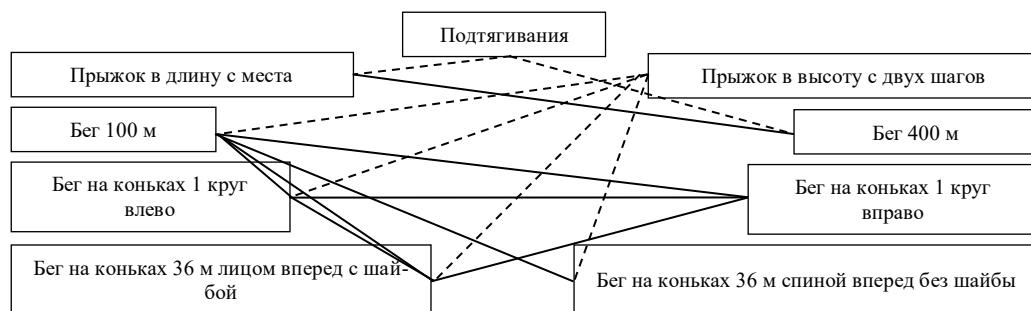 Подтягивания
Прыжок в длину с места
Прыжок в высоту с двух шагов
Бег 100 м
Бег 400 м
Бег на коньках 1 круг
влево
Бег на коньках 1 круг
вправо
Бег на коньках 36 м лицом вперед с шай-
бой
Бег на коньках 36 м спиной вперед без шайбы